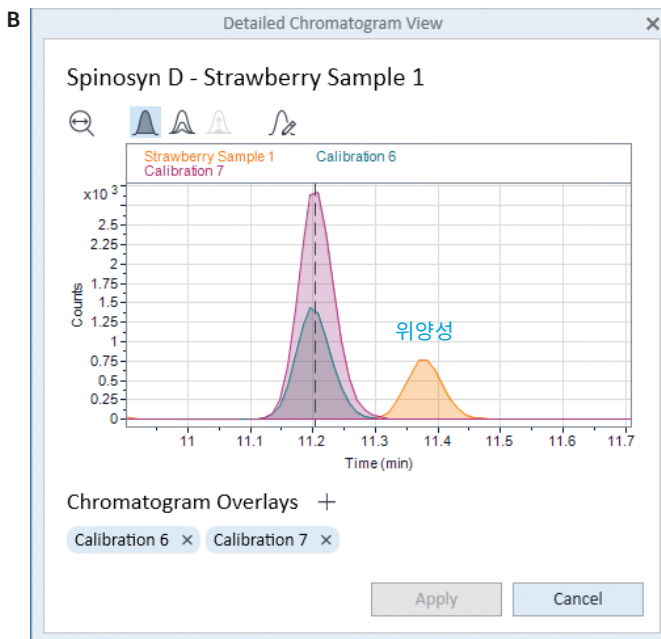 B
Detailed Chromatogram View
Spinosyn D - Strawberry Sample 1
Strawberry Sample 1 Calibration 6
Calibration 7
x10 3
2.5
2.25
2
1.75
1.5
1.25
1
0.75
0.5
0.25
0
Counts
위양성
11 11.1 11.2 11.3 11.4 11.5 11.6 11.7
Time (min)
Chromatogram Overlays +
Calibration 6 × Calibration 7 ×
Apply Cancel